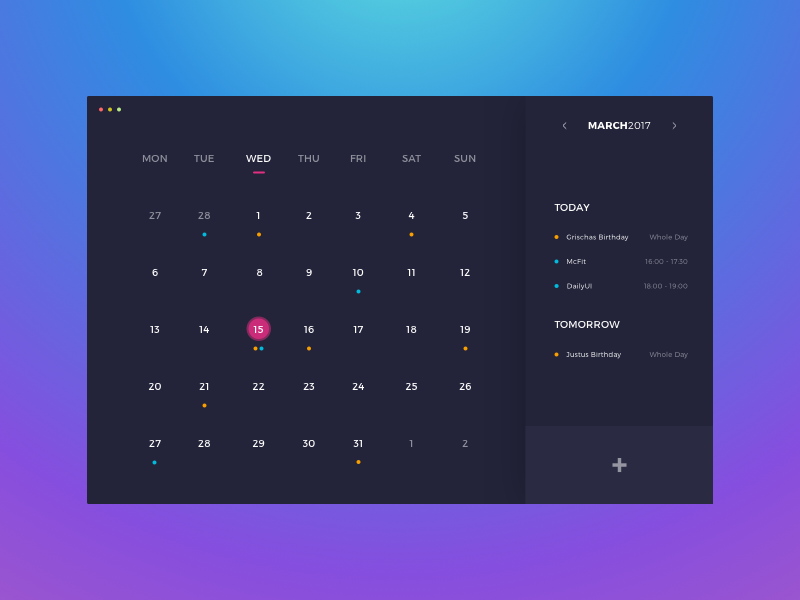 MON TUE WED THU FRI SAT SUN
27 28 1 2 3 4 5
6 7 8 9 10 11 12
13 14 15 16 17 18 19
20 21 22 23 24 25 26
27 28 29 30 31 1 2
MARCH2017
TODAY
Grischas Birthday Whole Day
McFit 16:00 - 17:30
DailyUI 18:00 - 19:00
TOMORROW
Justus Birthday Whole Day